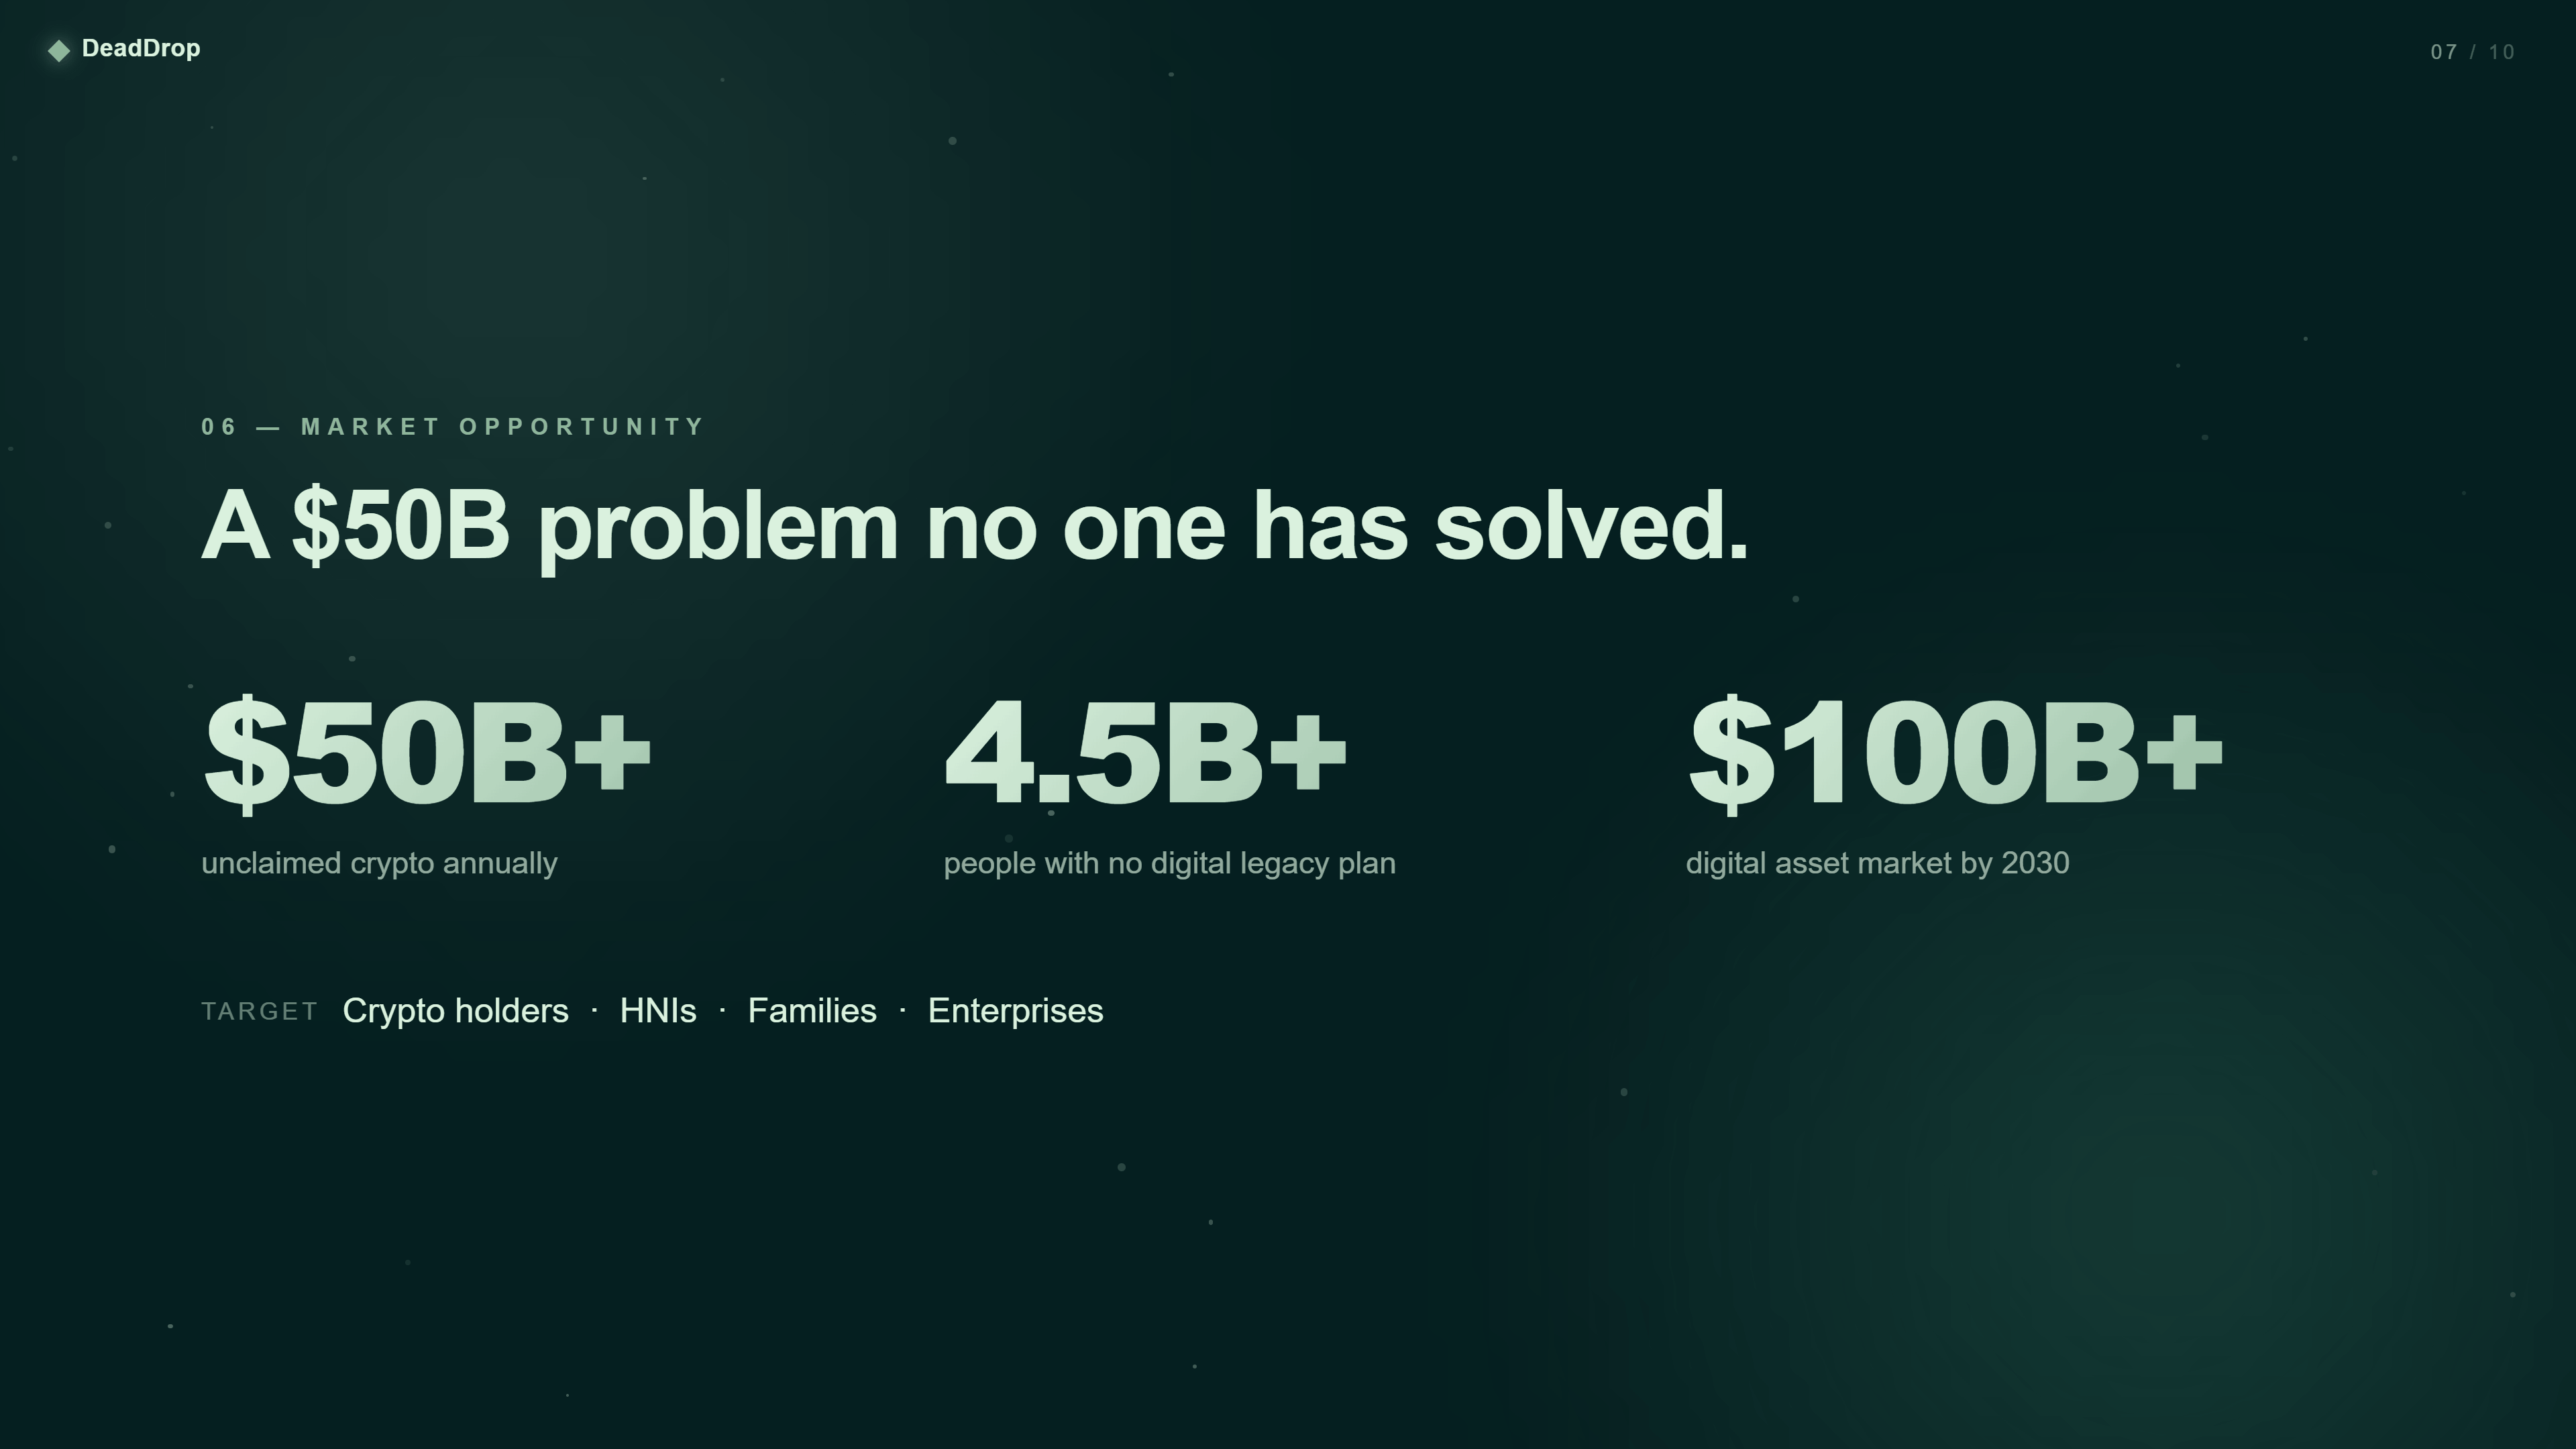 DeadDrop
07 / 10
06 — MARKET OPPORTUNITY
A $50B problem no one has solved.
$50B+
4.5B+
$100B+
unclaimed crypto annually
people with no digital legacy plan
digital asset market by 2030
TARGET Crypto holders · HNIs · Families · Enterprises